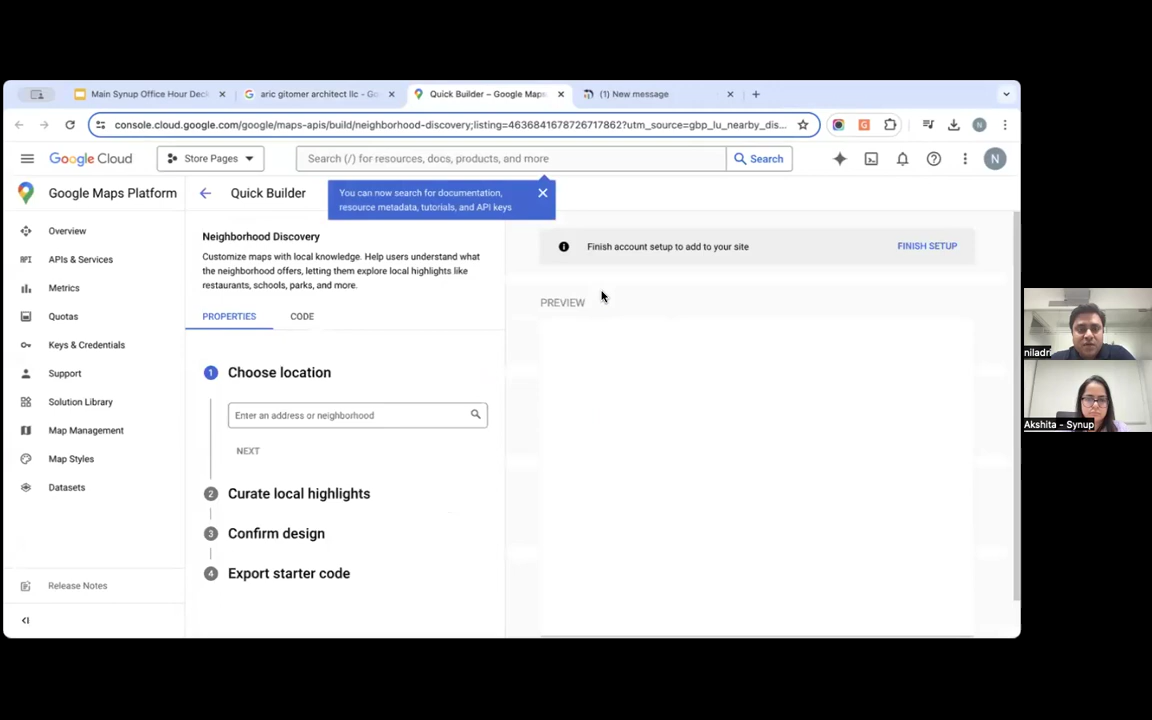 Main Synup Office Hour Deck
aric gitomer architect llc - Go
Quick Builder – Google Maps
(1) New message
console.cloud.google.com/google/maps-apis/build/neighborhood-discovery;listing=4636841678726717862?utm_source=gbp_lu_nearby_dis...
Google Cloud
Store Pages
Search (/) for resources, docs, products, and more
Search
N
Google Maps Platform
Quick Builder
You can now search for documentation,
resource metadata, tutorials, and API keys
Overview
APIs & Services
Metrics
Quotas
Keys & Credentials
Support
Solution Library
Map Management
Map Styles
Datasets
Release Notes
Neighborhood Discovery
Customize maps with local knowledge. Help users understand what
the neighborhood offers, letting them explore local highlights like
restaurants, schools, parks, and more.
PROPERTIES
CODE
1 Choose location
Enter an address or neighborhood
NEXT
2 Curate local highlights
3 Confirm design
4 Export starter code
Finish account setup to add to your site
FINISH SETUP
PREVIEW
niladri
Akshita - Synup